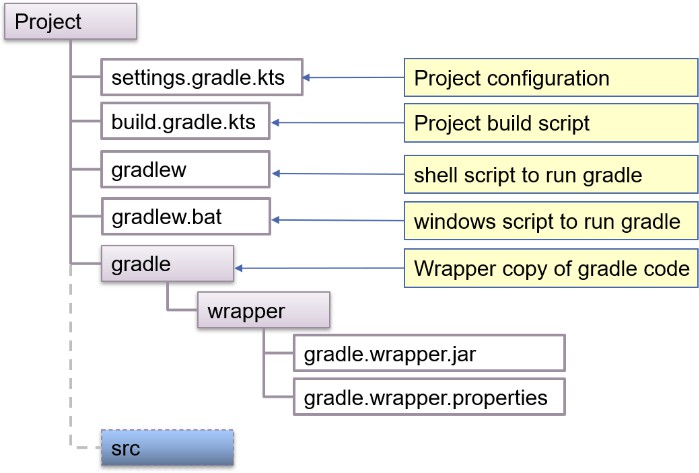 Project
settings.gradle.kts
Project configuration
build.gradle.kts
Project build script
gradlew
shell script to run gradle
gradlew.bat
windows script to run gradle
gradle
Wrapper copy of gradle code
wrapper
gradle.wrapper.jar
gradle.wrapper.properties
src